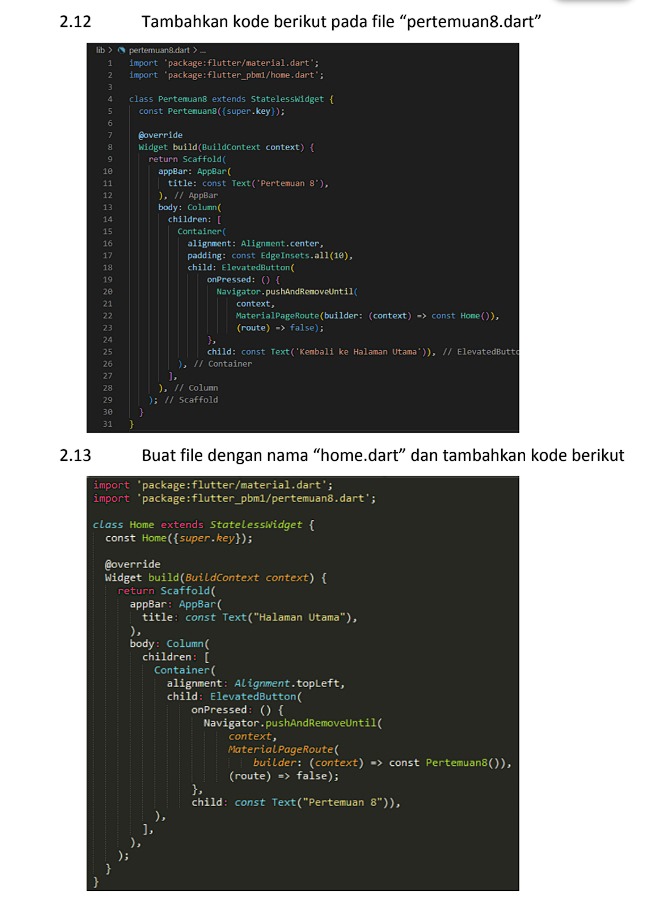 2.12 Tambahkan kode berikut pada file “pertemuan8.dart”
lib > pertemuan8.dart > ...
1 import 'package:flutter/material.dart';
2 import 'package:flutter_pbm1/home.dart';
3
4 class Pertemuan8 extends StatelessWidget {
5 const Pertemuan8({super.key});
6
7 @override
8 Widget build(BuildContext context) {
9 return Scaffold(
10 appBar: AppBar(
11 title: const Text('Pertemuan 8'),
12 ), // AppBar
13 body: Column(
14 children: [
15 Container(
16 alignment: Alignment.center,
17 padding: const EdgeInsets.all(10),
18 child: ElevatedButton(
19 onPressed: () {
20 Navigator.pushAndRemoveUntil(
21 context,
22 MaterialPageRoute(builder: (context) => const Home()),
23 (route) => false);
24 },
25 child: const Text('Kembali ke Halaman Utama')), // ElevatedButto
26 ), // Container
27 ],
28 ), // Column
29 ); // Scaffold
30 }
31 }
2.13 Buat file dengan nama “home.dart” dan tambahkan kode berikut
import 'package:flutter/material.dart';
import 'package:flutter_pbm1/pertemuan8.dart';
class Home extends StatelessWidget {
const Home({super.key});
@override
Widget build(BuildContext context) {
return Scaffold(
appBar: AppBar(
title: const Text("Halaman Utama"),
),
body: Column(
children: [
Container(
alignment: Alignment.topLeft,
child: ElevatedButton(
onPressed: () {
Navigator.pushAndRemoveUntil(
context,
MaterialPageRoute(
builder: (context) => const Pertemuan8()),
(route) => false);
},
child: const Text("Pertemuan 8")),
),
],
),
);
}
}